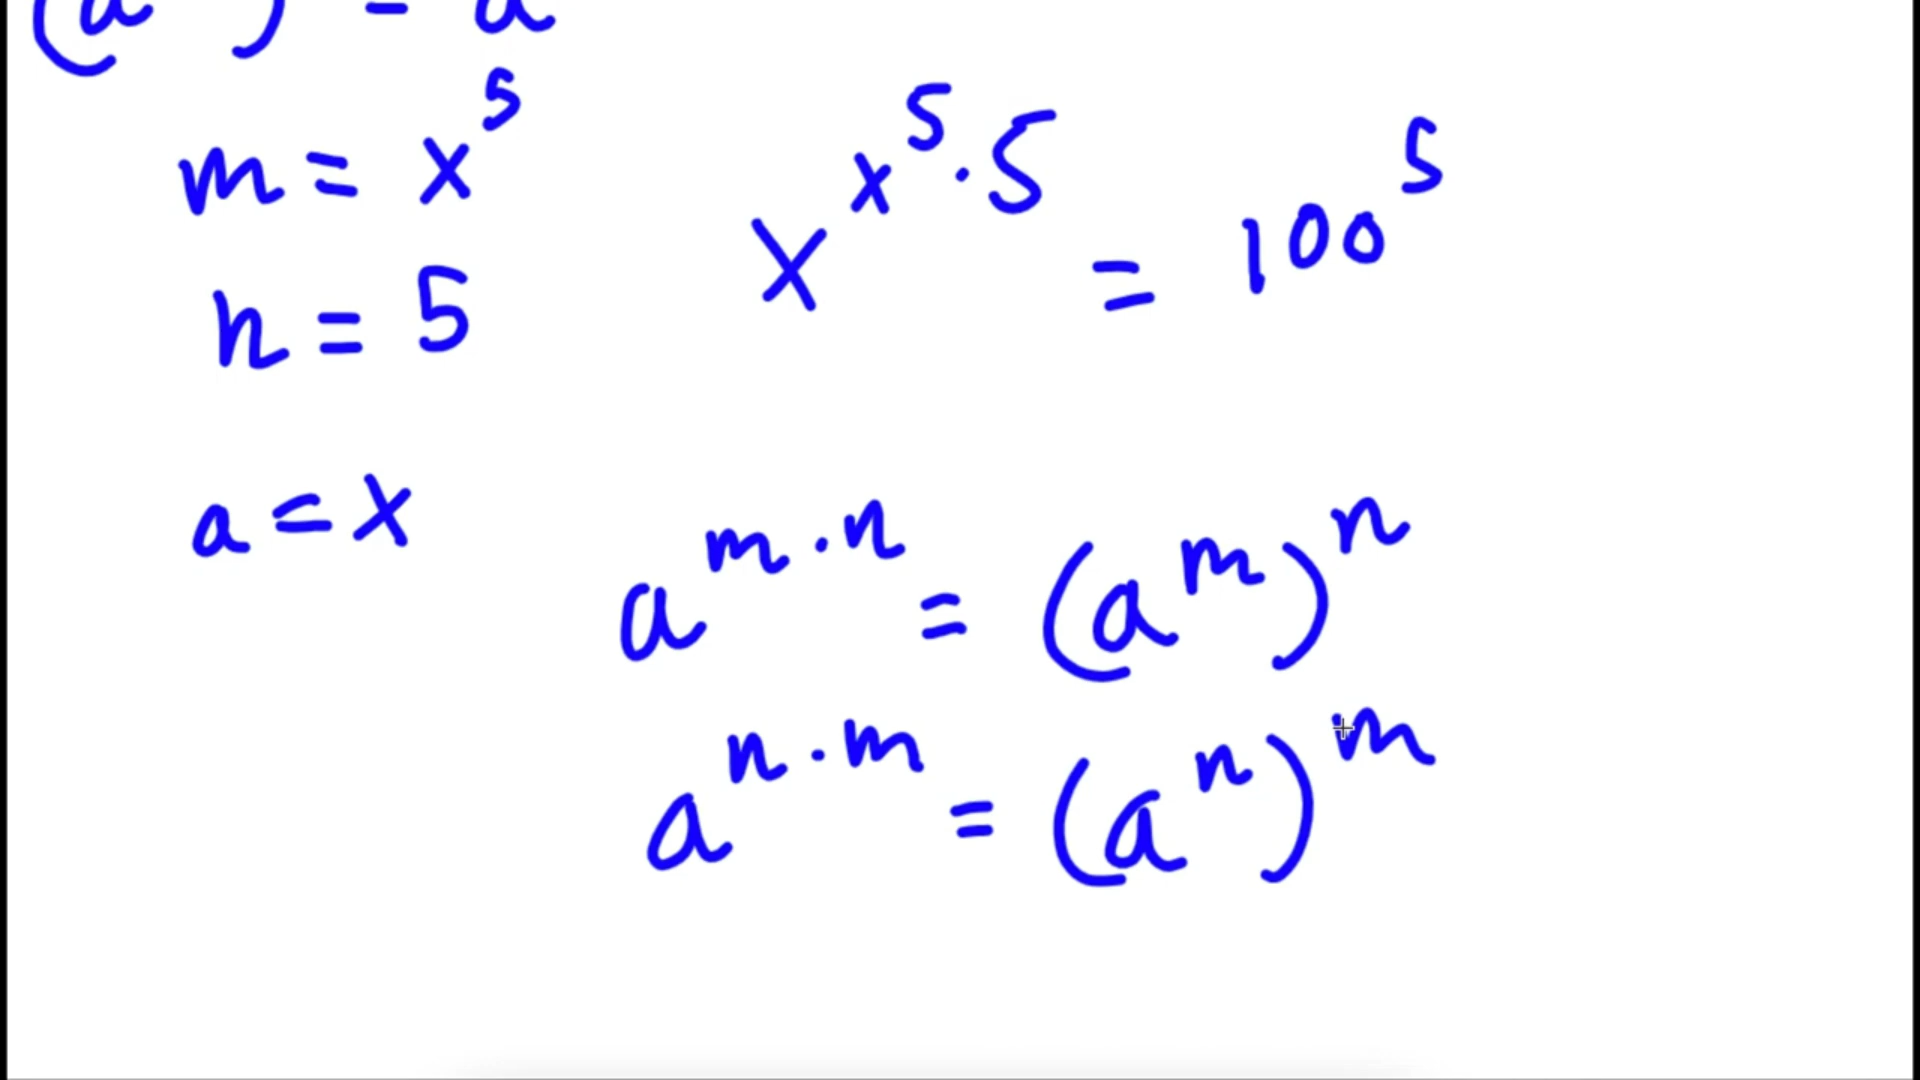 (a ) = a
m = x^5
x^{x^5 · 5} = 100^5
n = 5
a = x
a^{m · n} = (a^m)^n
a^{n · m} = (a^n)^m